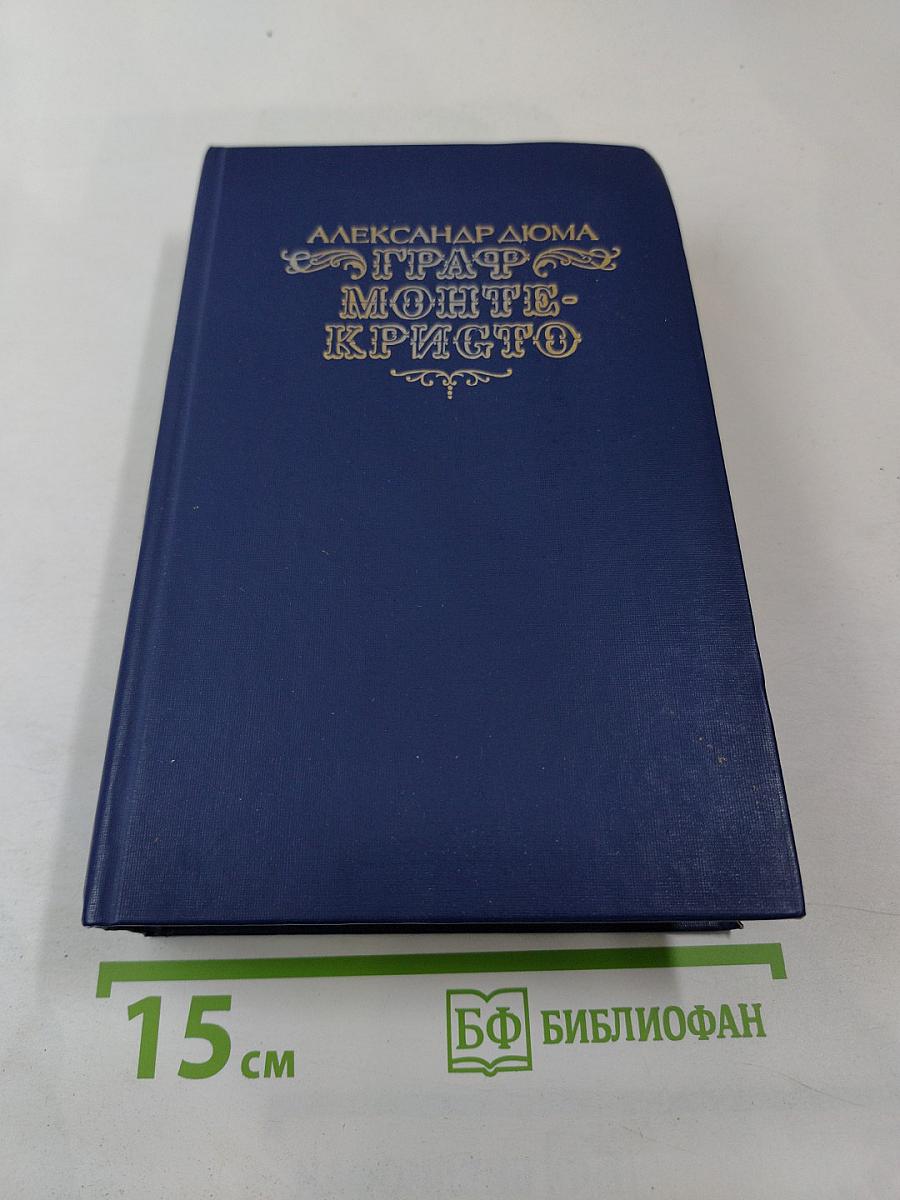 АЛЕКСАНДР ДЮМА
ГРАФ
МОНТЕ-
КРИСТО
15 см
БФ БИБЛИОФАН